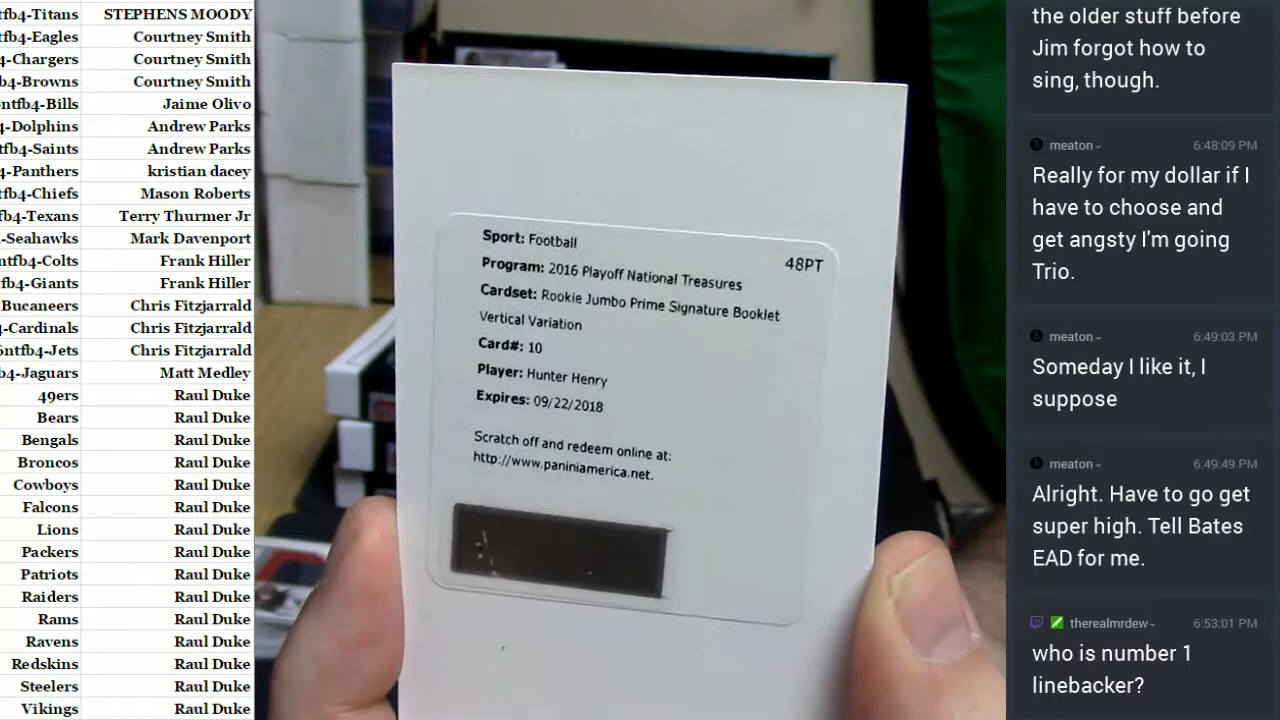 tfb4-Titans STEPHENS MOODY
ntfb4-Eagles Courtney Smith
4-Chargers Courtney Smith
fb4-Browns Courtney Smith
6ntfb4-Bills Jaime Olivo
4-Dolphins Andrew Parks
tfb4-Saints Andrew Parks
4-Panthers kristian dacey
tfb4-Chiefs Mason Roberts
fb4-Texans Terry Thurmer Jr
-Seahawks Mark Davenport
ntfb4-Colts Frank Hiller
tfb4-Giants Frank Hiller
Bucaneers Chris Fitzjarrald
4-Cardinals Chris Fitzjarrald
6ntfb4-Jets Chris Fitzjarrald
b4-Jaguars Matt Medley
49ers Raul Duke
Bears Raul Duke
Bengals Raul Duke
Broncos Raul Duke
Cowboys Raul Duke
Falcons Raul Duke
Lions Raul Duke
Packers Raul Duke
Patriots Raul Duke
Raiders Raul Duke
Rams Raul Duke
Ravens Raul Duke
Redskins Raul Duke
Steelers Raul Duke
Vikings Raul Duke
Sport: Football
48PT
Program: 2016 Playoff National Treasures
Cardset: Rookie Jumbo Prime Signature Booklet
Vertical Variation
Card#: 10
Player: Hunter Henry
Expires: 09/22/2018
Scratch off and redeem online at:
http://www.paniniamerica.net.
the older stuff before
Jim forgot how to
sing, though.
meaton 6:48:09 PM
Really for my dollar if I
have to choose and
get angsty I'm going
Trio.
meaton 6:49:03 PM
Someday I like it, I
suppose
meaton 6:49:49 PM
Alright. Have to go get
super high. Tell Bates
EAD for me.
therealmrdew 6:53:01 PM
who is number 1
linebacker?